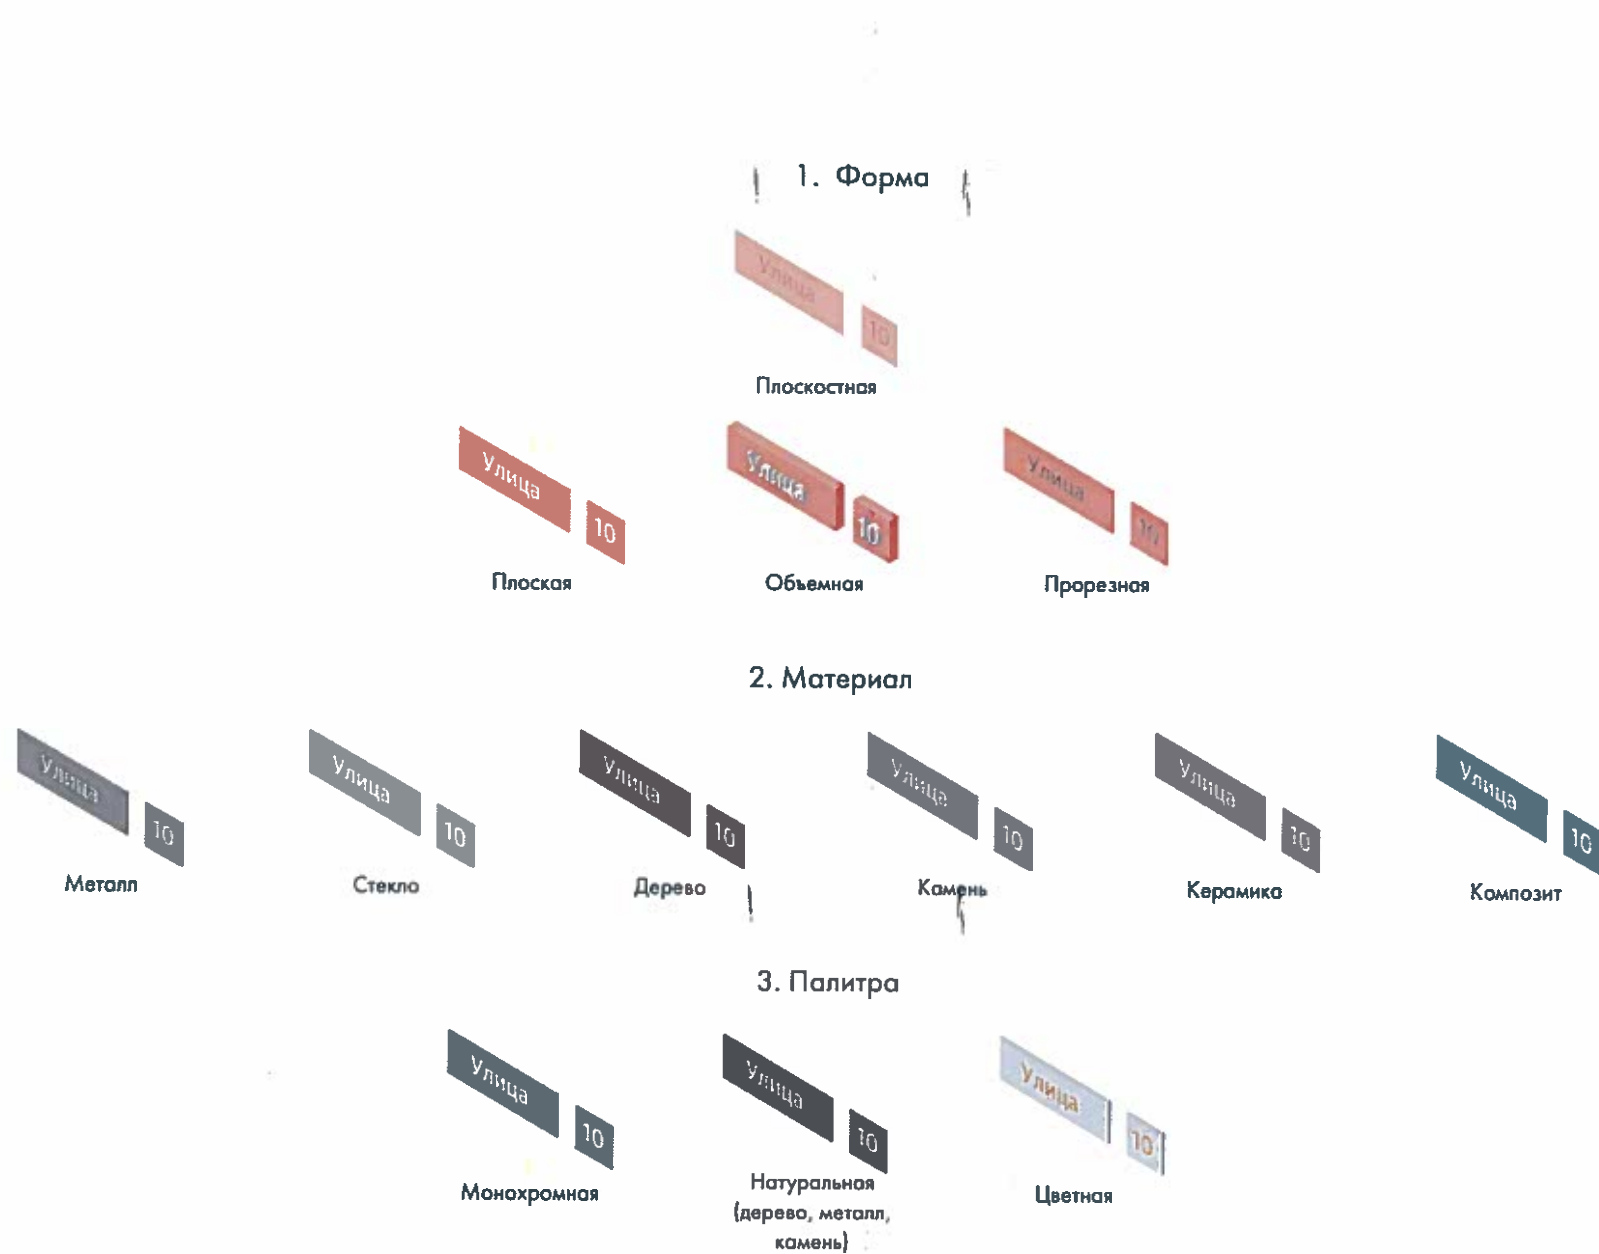 1. Форма
Улица
10
Плоскостная
Улица
10
Улица
10
Улица
10
Плоская
Объемная
Прорезная
2. Материал
Улица
10
Улица
10
Улица
10
Улица
10
Улица
10
Улица
10
Металл
Стекло
Дерево
Камень
Керамика
Композит
3. Палитра
Улица
10
Улица
10
Улица
10
Монохромная
Натуральная
(дерево, металл,
камень)
Цветная